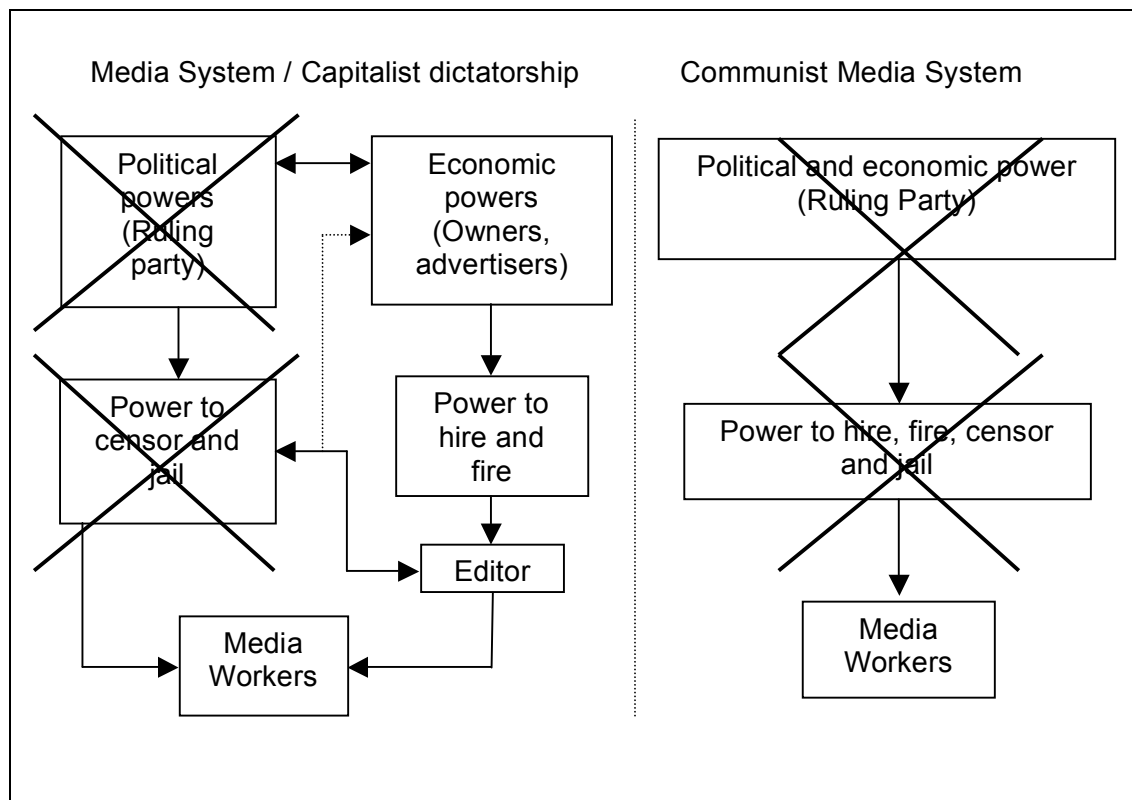 Media System / Capitalist dictatorship
Communist Media System
Political
powers
(Ruling
party)
Economic
powers
(Owners,
advertisers)
Power to
censor and
jail
Power to
hire and
fire
Editor
Media
Workers
Political and economic power
(Ruling Party)
Power to hire, fire, censor
and jail
Media
Workers